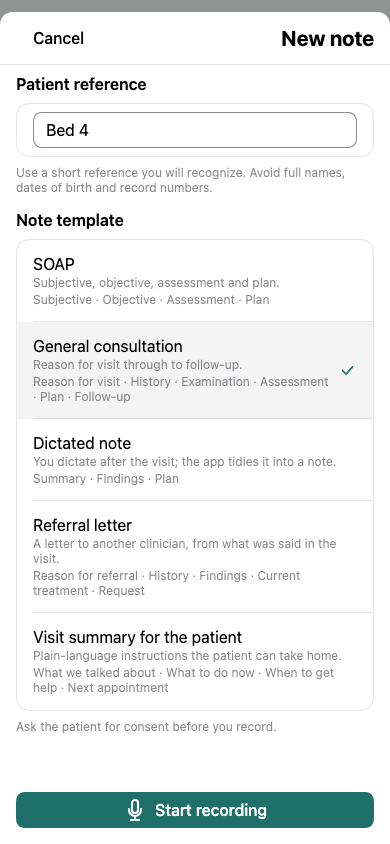 Cancel
New note
Patient reference
Bed 4
Use a short reference you will recognize. Avoid full names,
dates of birth and record numbers.
Note template
SOAP
Subjective, objective, assessment and plan.
Subjective · Objective · Assessment · Plan
General consultation
Reason for visit through to follow-up.
Reason for visit · History · Examination · Assessment
· Plan · Follow-up
Dictated note
You dictate after the visit; the app tidies it into a note.
Summary · Findings · Plan
Referral letter
A letter to another clinician, from what was said in the
visit.
Reason for referral · History · Findings · Current
treatment · Request
Visit summary for the patient
Plain-language instructions the patient can take home.
What we talked about · What to do now · When to get
help · Next appointment
Ask the patient for consent before you record.
Start recording